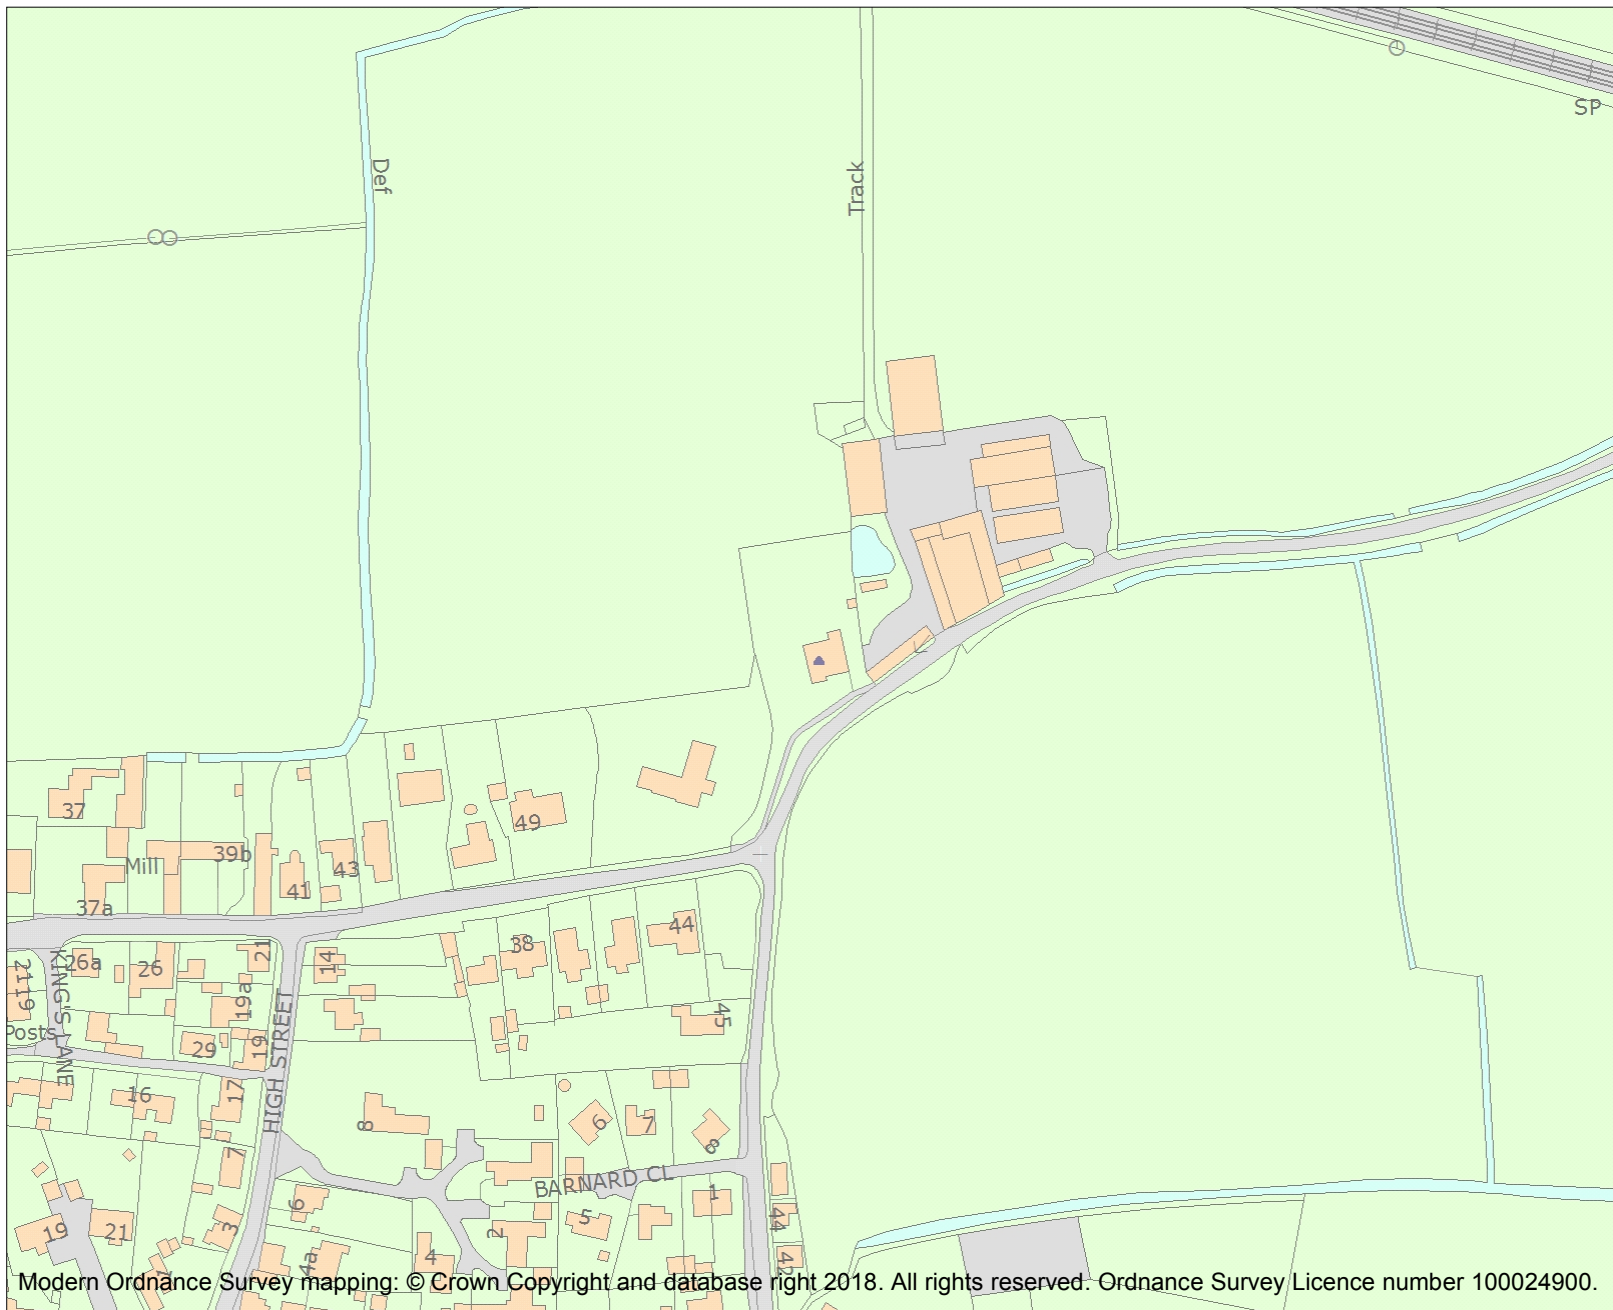 SP
Def
Track
37
Mill
39b
49
43
41
37a
44
38
21
14
26a
26
KING'S LANE
2119
19a
HIGH STREET
45
Posts
29
19
16
17
8
6
7
8
7
BARNARD CL
1
6
5
44
19
21
3
2
4
4a
42
1
Modern Ordnance Survey mapping: © Crown Copyright and database right 2018. All rights reserved. Ordnance Survey Licence number 100024900.